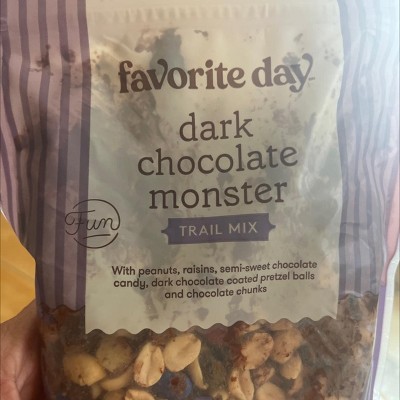 favorite day
dark
chocolate
monster
TRAIL MIX
Fun
With peanuts, raisins, semi-sweet chocolate
candy, dark chocolate coated pretzel balls
and chocolate chunks